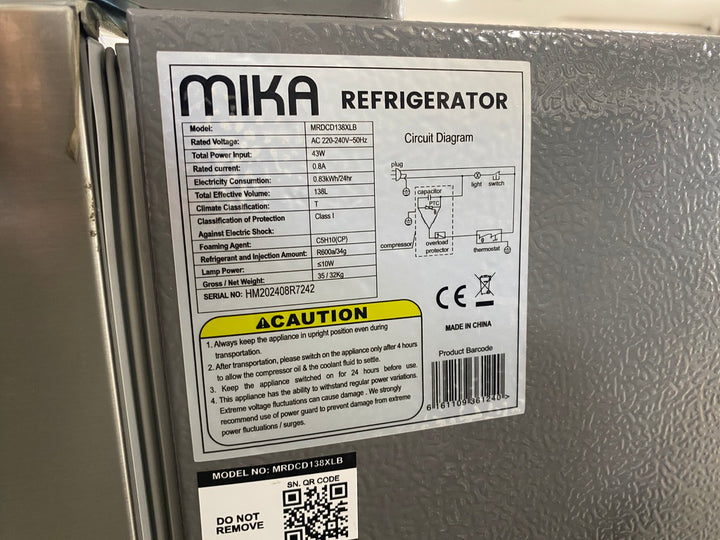 MIKA REFRIGERATOR
Model: MRDCD138XLB
Rated Voltage: AC 220-240V~50Hz
Total Power Input: 43W
Rated current: 0.8A
Electricity Consumtion: 0.83kWh/24hr
Total Effective Volume: 138L
Climate Classification: T
Classification of Protection Class I
Against Electric Shock:
Foaming Agent: C5H10(CP)
Refrigerant and Injection Amount: R600a/34g
Lamp Power: ≤10W
Gross / Net Weight: 35 / 32Kg
SERIAL NO: HM202408R7242
Circuit Diagram
plug
light switch
capacitor
PTC
compressor
overload
protector
thermostat
CE
MADE IN CHINA
CAUTION
1. Always keep the appliance in upright position even during
transportation.
2. After transportation, please switch on the appliance only after 4 hours
to allow the compressor oil & the coolant fluid to settle.
3. Keep the appliance switched on for 24 hours before use.
4. This appliance has the ability to withstand regular power variations.
Extreme voltage fluctuations can cause damage . We strongly
recommend use of power guard to prevent damage from extreme
power fluctuations / surges.
Product Barcode
6 161109 361240 >
MODEL NO: MRDCD138XLB
SN. QR CODE
DO NOT
REMOVE